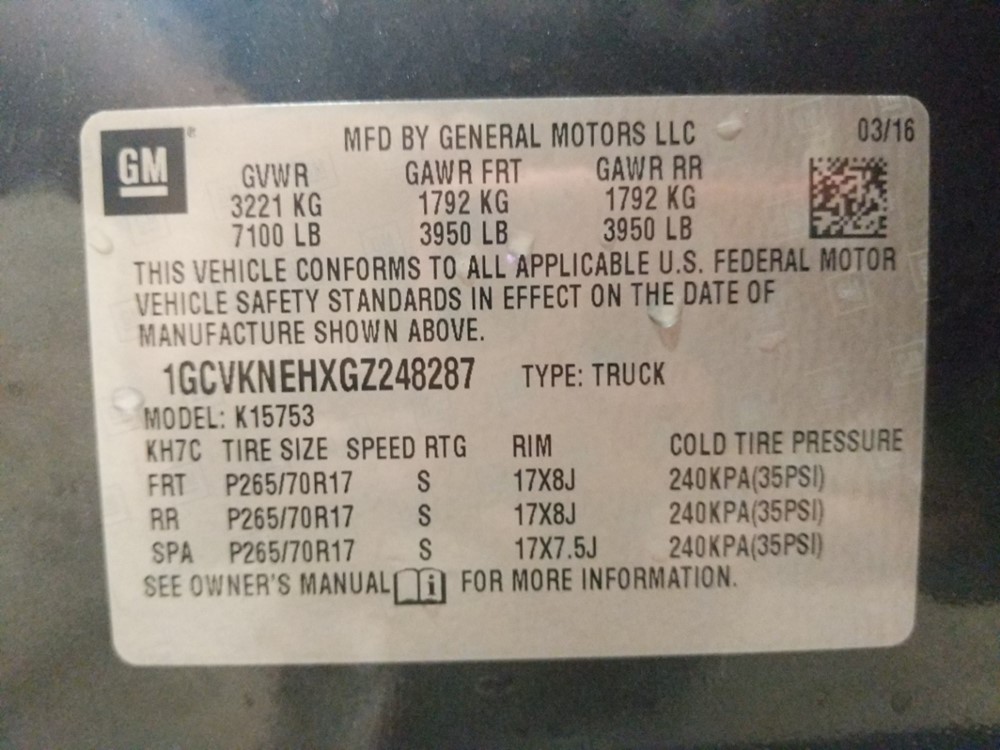 GM
MFD BY GENERAL MOTORS LLC 03/16
GVWR GAWR FRT GAWR RR
3221 KG 1792 KG 1792 KG
7100 LB 3950 LB 3950 LB
THIS VEHICLE CONFORMS TO ALL APPLICABLE U.S. FEDERAL MOTOR
VEHICLE SAFETY STANDARDS IN EFFECT ON THE DATE OF
MANUFACTURE SHOWN ABOVE.
1GCVKNEHXGZ248287 TYPE: TRUCK
MODEL: K15753
KH7C TIRE SIZE SPEED RTG RIM COLD TIRE PRESSURE
FRT P265/70R17 S 17X8J 240KPA(35PSI)
RR P265/70R17 S 17X8J 240KPA(35PSI)
SPA P265/70R17 S 17X7.5J 240KPA(35PSI)
SEE OWNER'S MANUAL i FOR MORE INFORMATION.